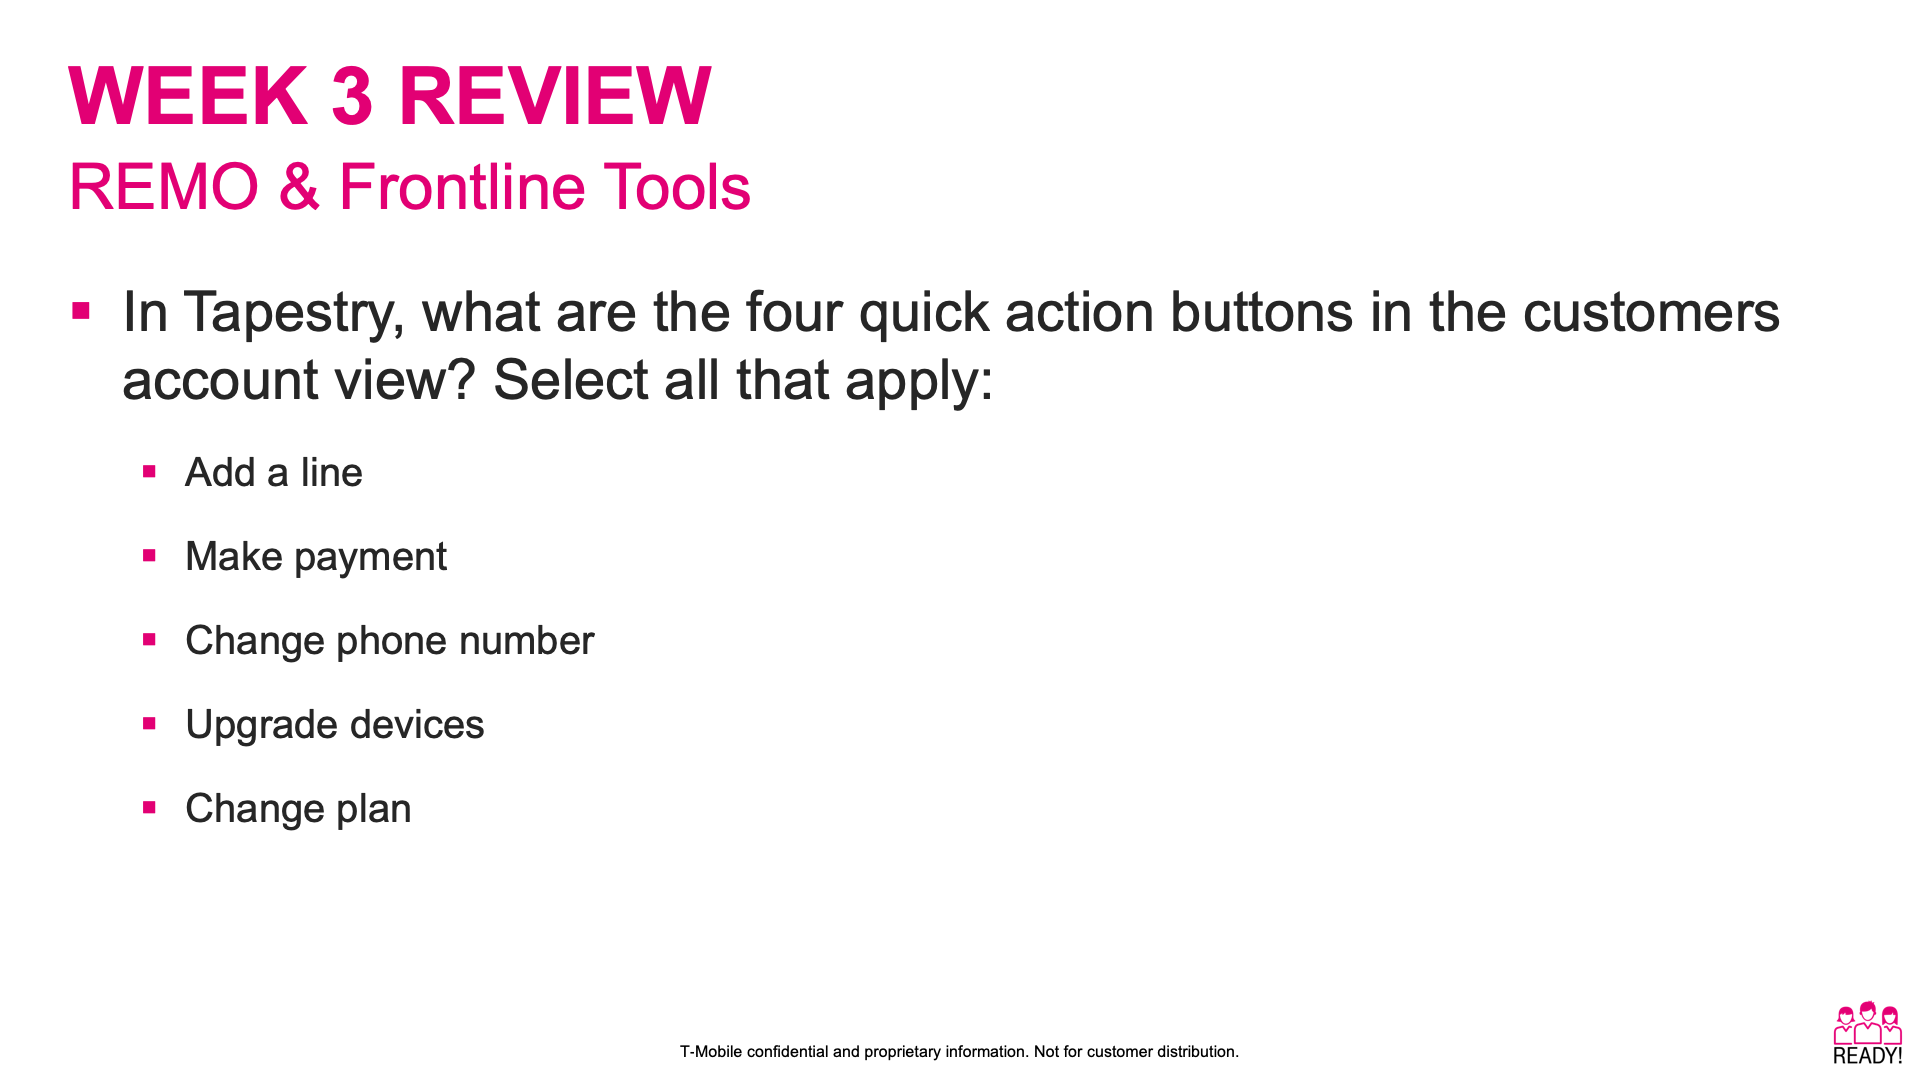 WEEK 3 REVIEW
REMO & Frontline Tools
In Tapestry, what are the four quick action buttons in the customers
account view? Select all that apply:
Add a line
Make payment
Change phone number
Upgrade devices
Change plan
T-Mobile confidential and proprietary information. Not for customer distribution.
READY!